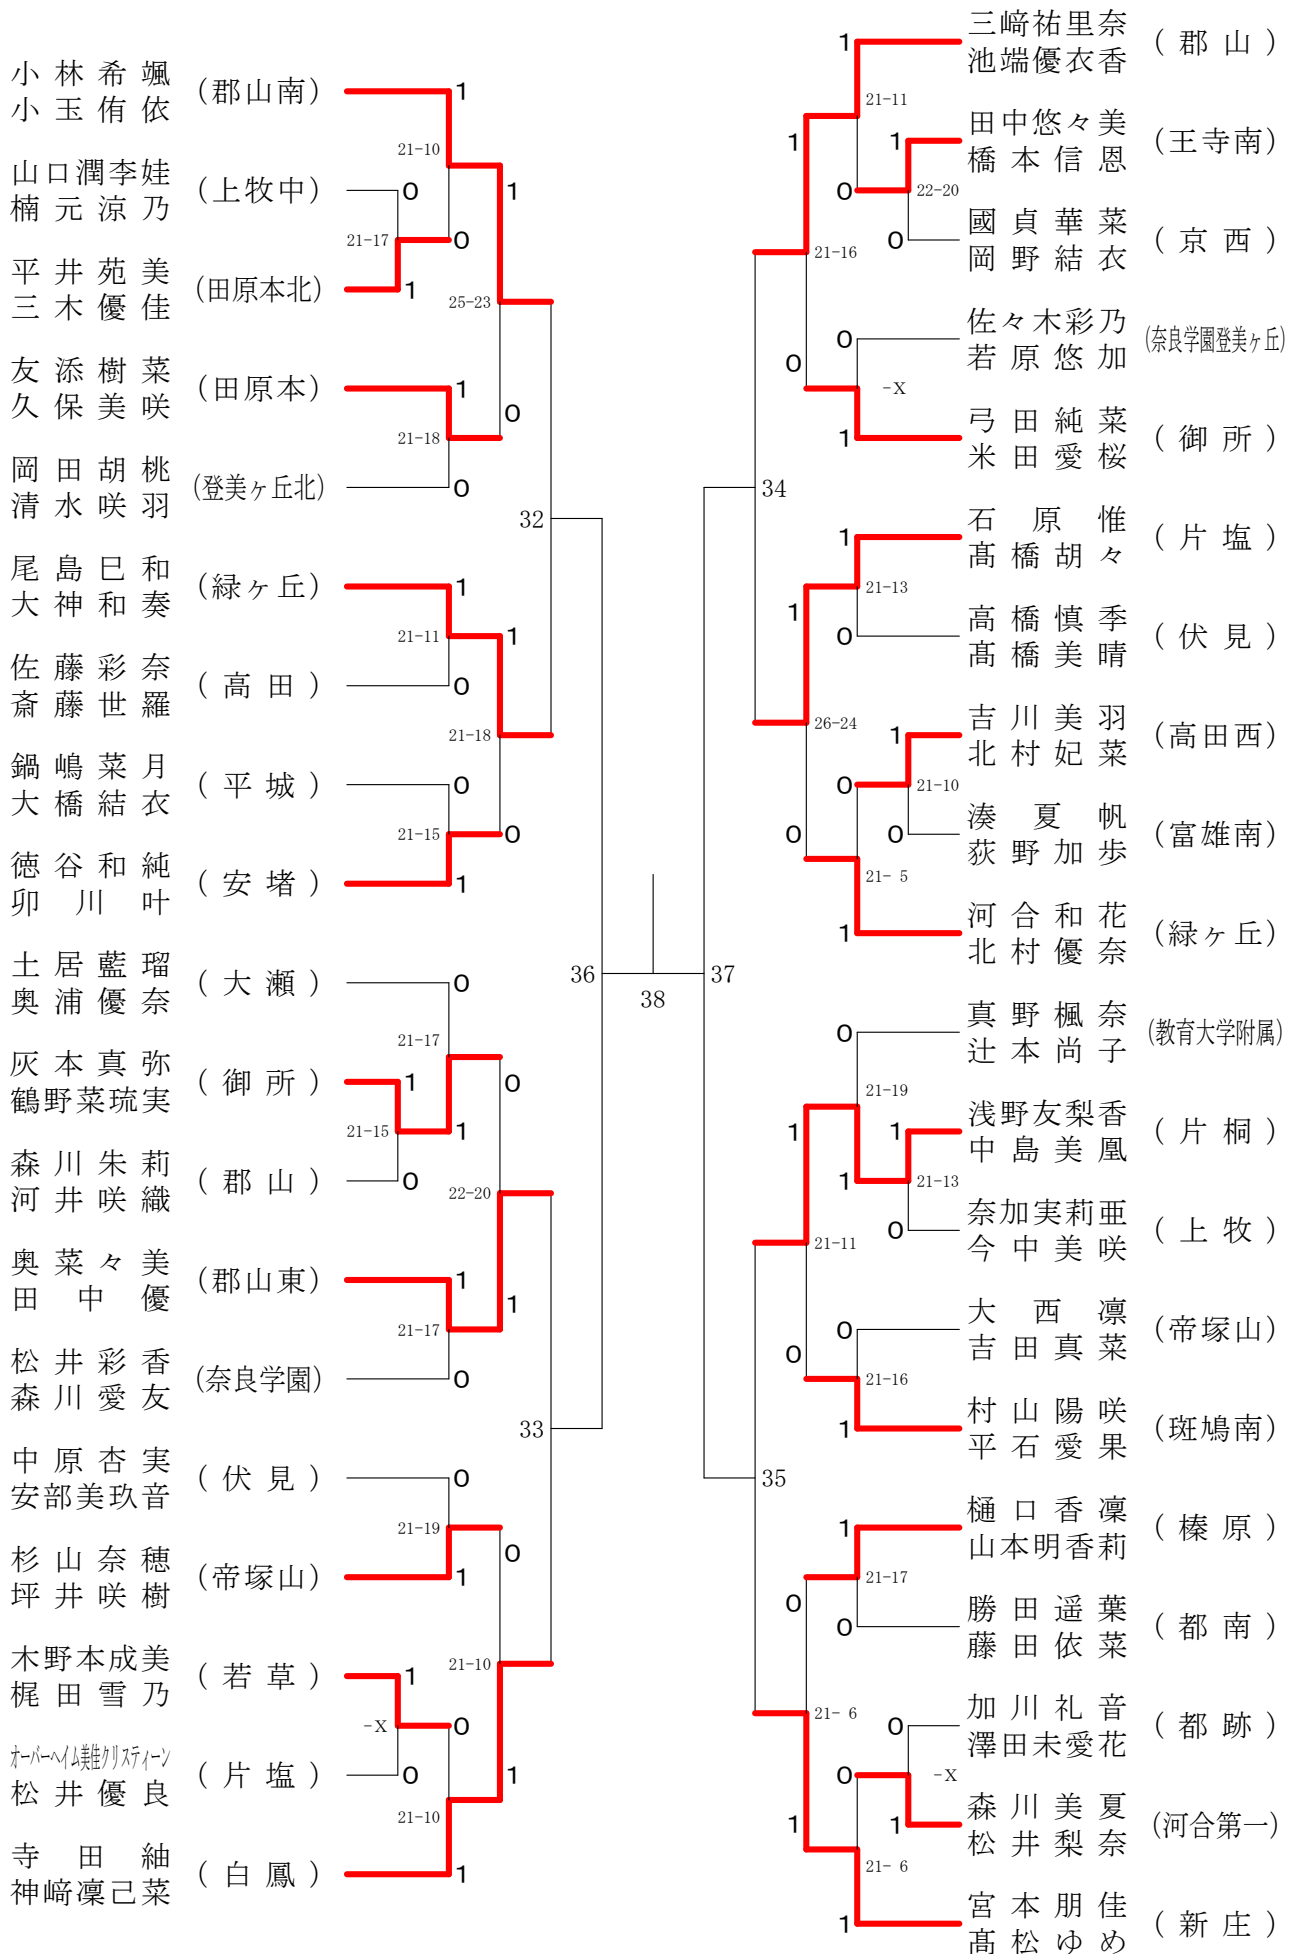 小林希颯
小玉侑依
(郡山南)
1
21-10
山口潤李娃
楠元涼乃
(上牧中)
0
1
21-17
0
平井苑美
三木優佳
(田原本北)
1
25-23
友添樹菜
久保美咲
(田原本)
1
0
21-18
岡田胡桃
清水咲羽
(登美ヶ丘北)
0
32
尾島巳和
大神和奏
(緑ヶ丘)
1
21-11
1
佐藤彩奈
斎藤世羅
(高田)
0
21-18
鍋嶋菜月
大橋結衣
(平城)
0
21-15
0
徳谷和純
卯川叶
(安堵)
1
36
土居藍瑠
奥浦優奈
(大瀬)
0
21-17
灰本真弥
鶴野菜琉実
(御所)
1
0
21-15
1
森川朱莉
河井咲織
(郡山)
0
22-20
奥菜々美
田中優
(郡山東)
1
1
21-17
松井彩香
森川愛友
(奈良学園)
0
33
中原杏実
安部美玖音
(伏見)
0
21-19
0
杉山奈穂
坪井咲樹
(帝塚山)
1
木野本成美
梶田雪乃
(若草)
1
21-10
-X
0
オーバーヘイム美佳クリスティーン
松井優良
(片塩)
0
1
21-10
寺田紬
神﨑凜己菜
(白鳳)
1
38
三﨑祐里奈
池端優衣香
(郡山)
1
21-11
1
田中悠々美
橋本信恩
(王寺南)
1
0
22-20
國貞華菜
岡野結衣
(京西)
0
21-16
佐々木彩乃
若原悠加
(奈良学園登美ヶ丘)
0
0
-X
弓田純菜
米田愛桜
(御所)
1
34
石原惟
髙橋胡々
(片塩)
1
21-13
1
高橋慎季
髙橋美晴
(伏見)
0
26-24
吉川美羽
北村妃菜
(高田西)
1
0
21-10
湊夏帆
荻野加歩
(富雄南)
0
0
21- 5
河合和花
北村優奈
(緑ヶ丘)
1
37
真野楓奈
辻本尚子
(教育大学附属)
0
21-19
浅野友梨香
中島美凰
(片桐)
1
1
1
21-13
奈加実莉亜
今中美咲
(上牧)
0
21-11
大西凛
吉田真菜
(帝塚山)
0
0
21-16
村山陽咲
平石愛果
(斑鳩南)
1
35
樋口香凜
山本明香莉
(榛原)
1
21-17
0
勝田遥葉
藤田依菜
(都南)
0
21- 6
加川礼音
澤田未愛花
(都跡)
0
0
-X
森川美夏
松井梨奈
(河合第一)
1
1
21- 6
宮本朋佳
髙松ゆめ
(新庄)
1